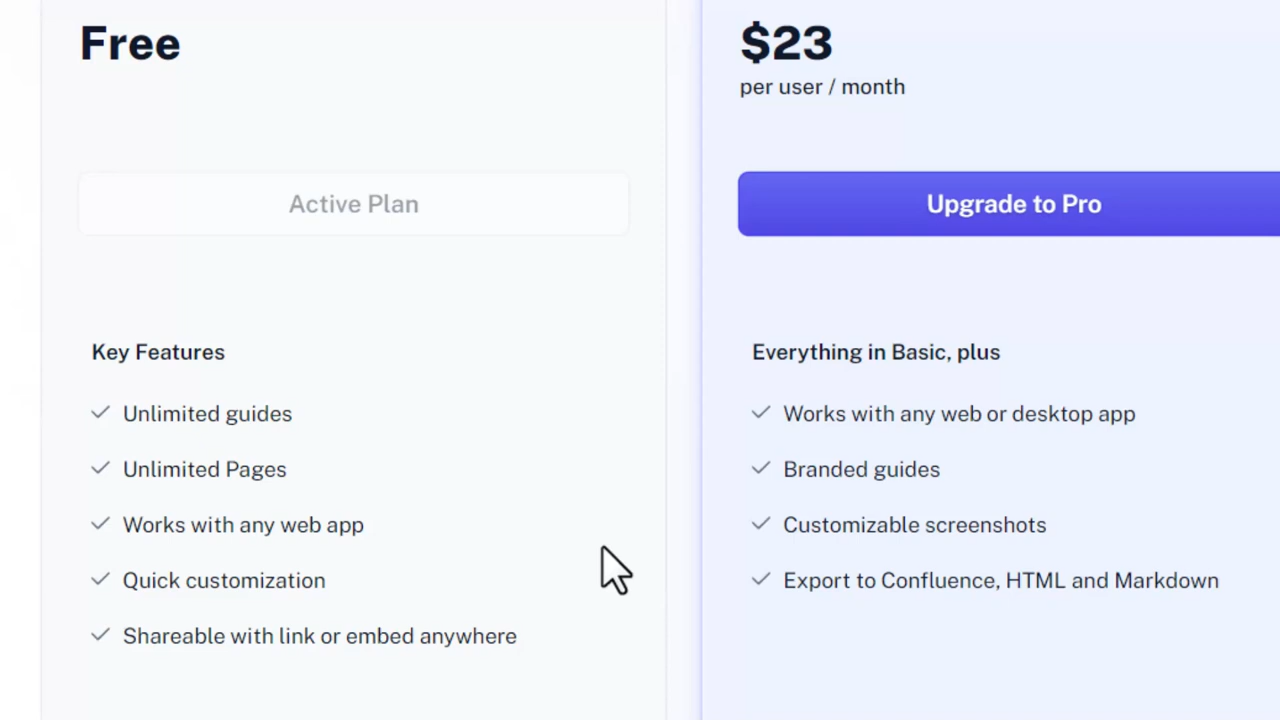 Free
Active Plan
Key Features
Unlimited guides
Unlimited Pages
Works with any web app
Quick customization
Shareable with link or embed anywhere
$23
per user / month
Upgrade to Pro
Everything in Basic, plus
Works with any web or desktop app
Branded guides
Customizable screenshots
Export to Confluence, HTML and Markdown